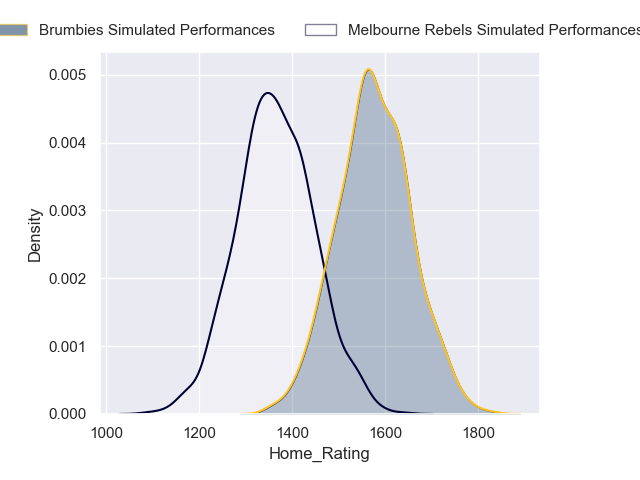 Brumbies Simulated Performances Melbourne Rebels Simulated Performances
0.005
0.004
0.003
0.002
0.001
0.000
Density
1000 1200 1400 1600 1800
Home_Rating